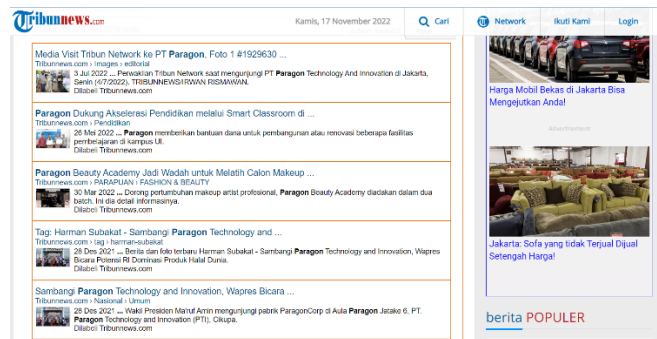 Tribunnews.com
Kamis, 17 November 2022
Cari
Network
Ikuti Kami
Login
Media Visit Tribun Network ke PT Paragon, Foto 1 #1929630 ...
Tribunnews.com › Images › editorial
3 Jul 2022 ... Perwakilan Tribun Network saat mengunjungi PT Paragon Technology And Innovation di Jakarta,
Senin (4/7/2022). TRIBUNNEWS/IRWAN RISMAWAN.
Dilabeli Tribunnews.com
Paragon Dukung Akselerasi Pendidikan melalui Smart Classroom di ...
Tribunnews.com › Pendidikan
26 Mei 2022 ... Paragon memberikan bantuan dana untuk pembangunan atau renovasi beberapa fasilitas
pembelajaran di kampus UI.
Dilabeli Tribunnews.com
Paragon Beauty Academy Jadi Wadah untuk Melatih Calon Makeup ...
Tribunnews.com › PARAPUAN › FASHION & BEAUTY
30 Mar 2022 ... Dorong pertumbuhan makeup artist profesional, Paragon Beauty Academy diadakan dalam dua
batch. Ini dia detail informasinya.
Dilabeli Tribunnews.com
Tag: Harman Subakat - Sambangi Paragon Technology and ...
Tribunnews.com › tag › harman-subakat
28 Des 2021 ... Berita dan foto terbaru Harman Subakat - Sambangi Paragon Technology and Innovation, Wapres
Bicara Potensi RI Dominasi Produk Halal Dunia.
Dilabeli Tribunnews.com
Sambangi Paragon Technology and Innovation, Wapres Bicara ...
Tribunnews.com › Nasional › Umum
28 Des 2021 ... Wakil Presiden Ma'ruf Amin mengunjungi pabrik ParagonCorp di Aula Paragon Jatake 6, PT.
Paragon Technology and Innovation (PTI), Cikupa.
Dilabeli Tribunnews.com
Harga Mobil Bekas di Jakarta Bisa
Mengejutkan Anda!
Advertisement
Jakarta: Sofa yang tidak Terjual Dijual
Setengah Harga!
berita POPULER